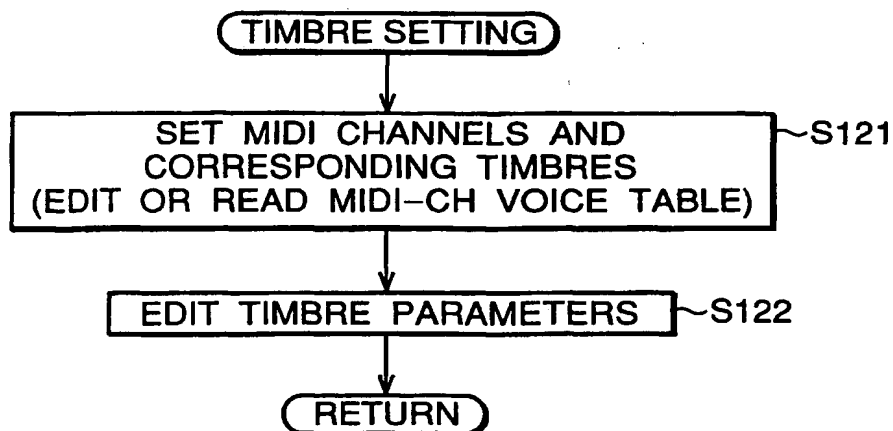 TIMBRE SETTING
SET MIDI CHANNELS AND
CORRESPONDING TIMBRES
(EDIT OR READ MIDI-CH VOICE TABLE)
S121
EDIT TIMBRE PARAMETERS
S122
RETURN